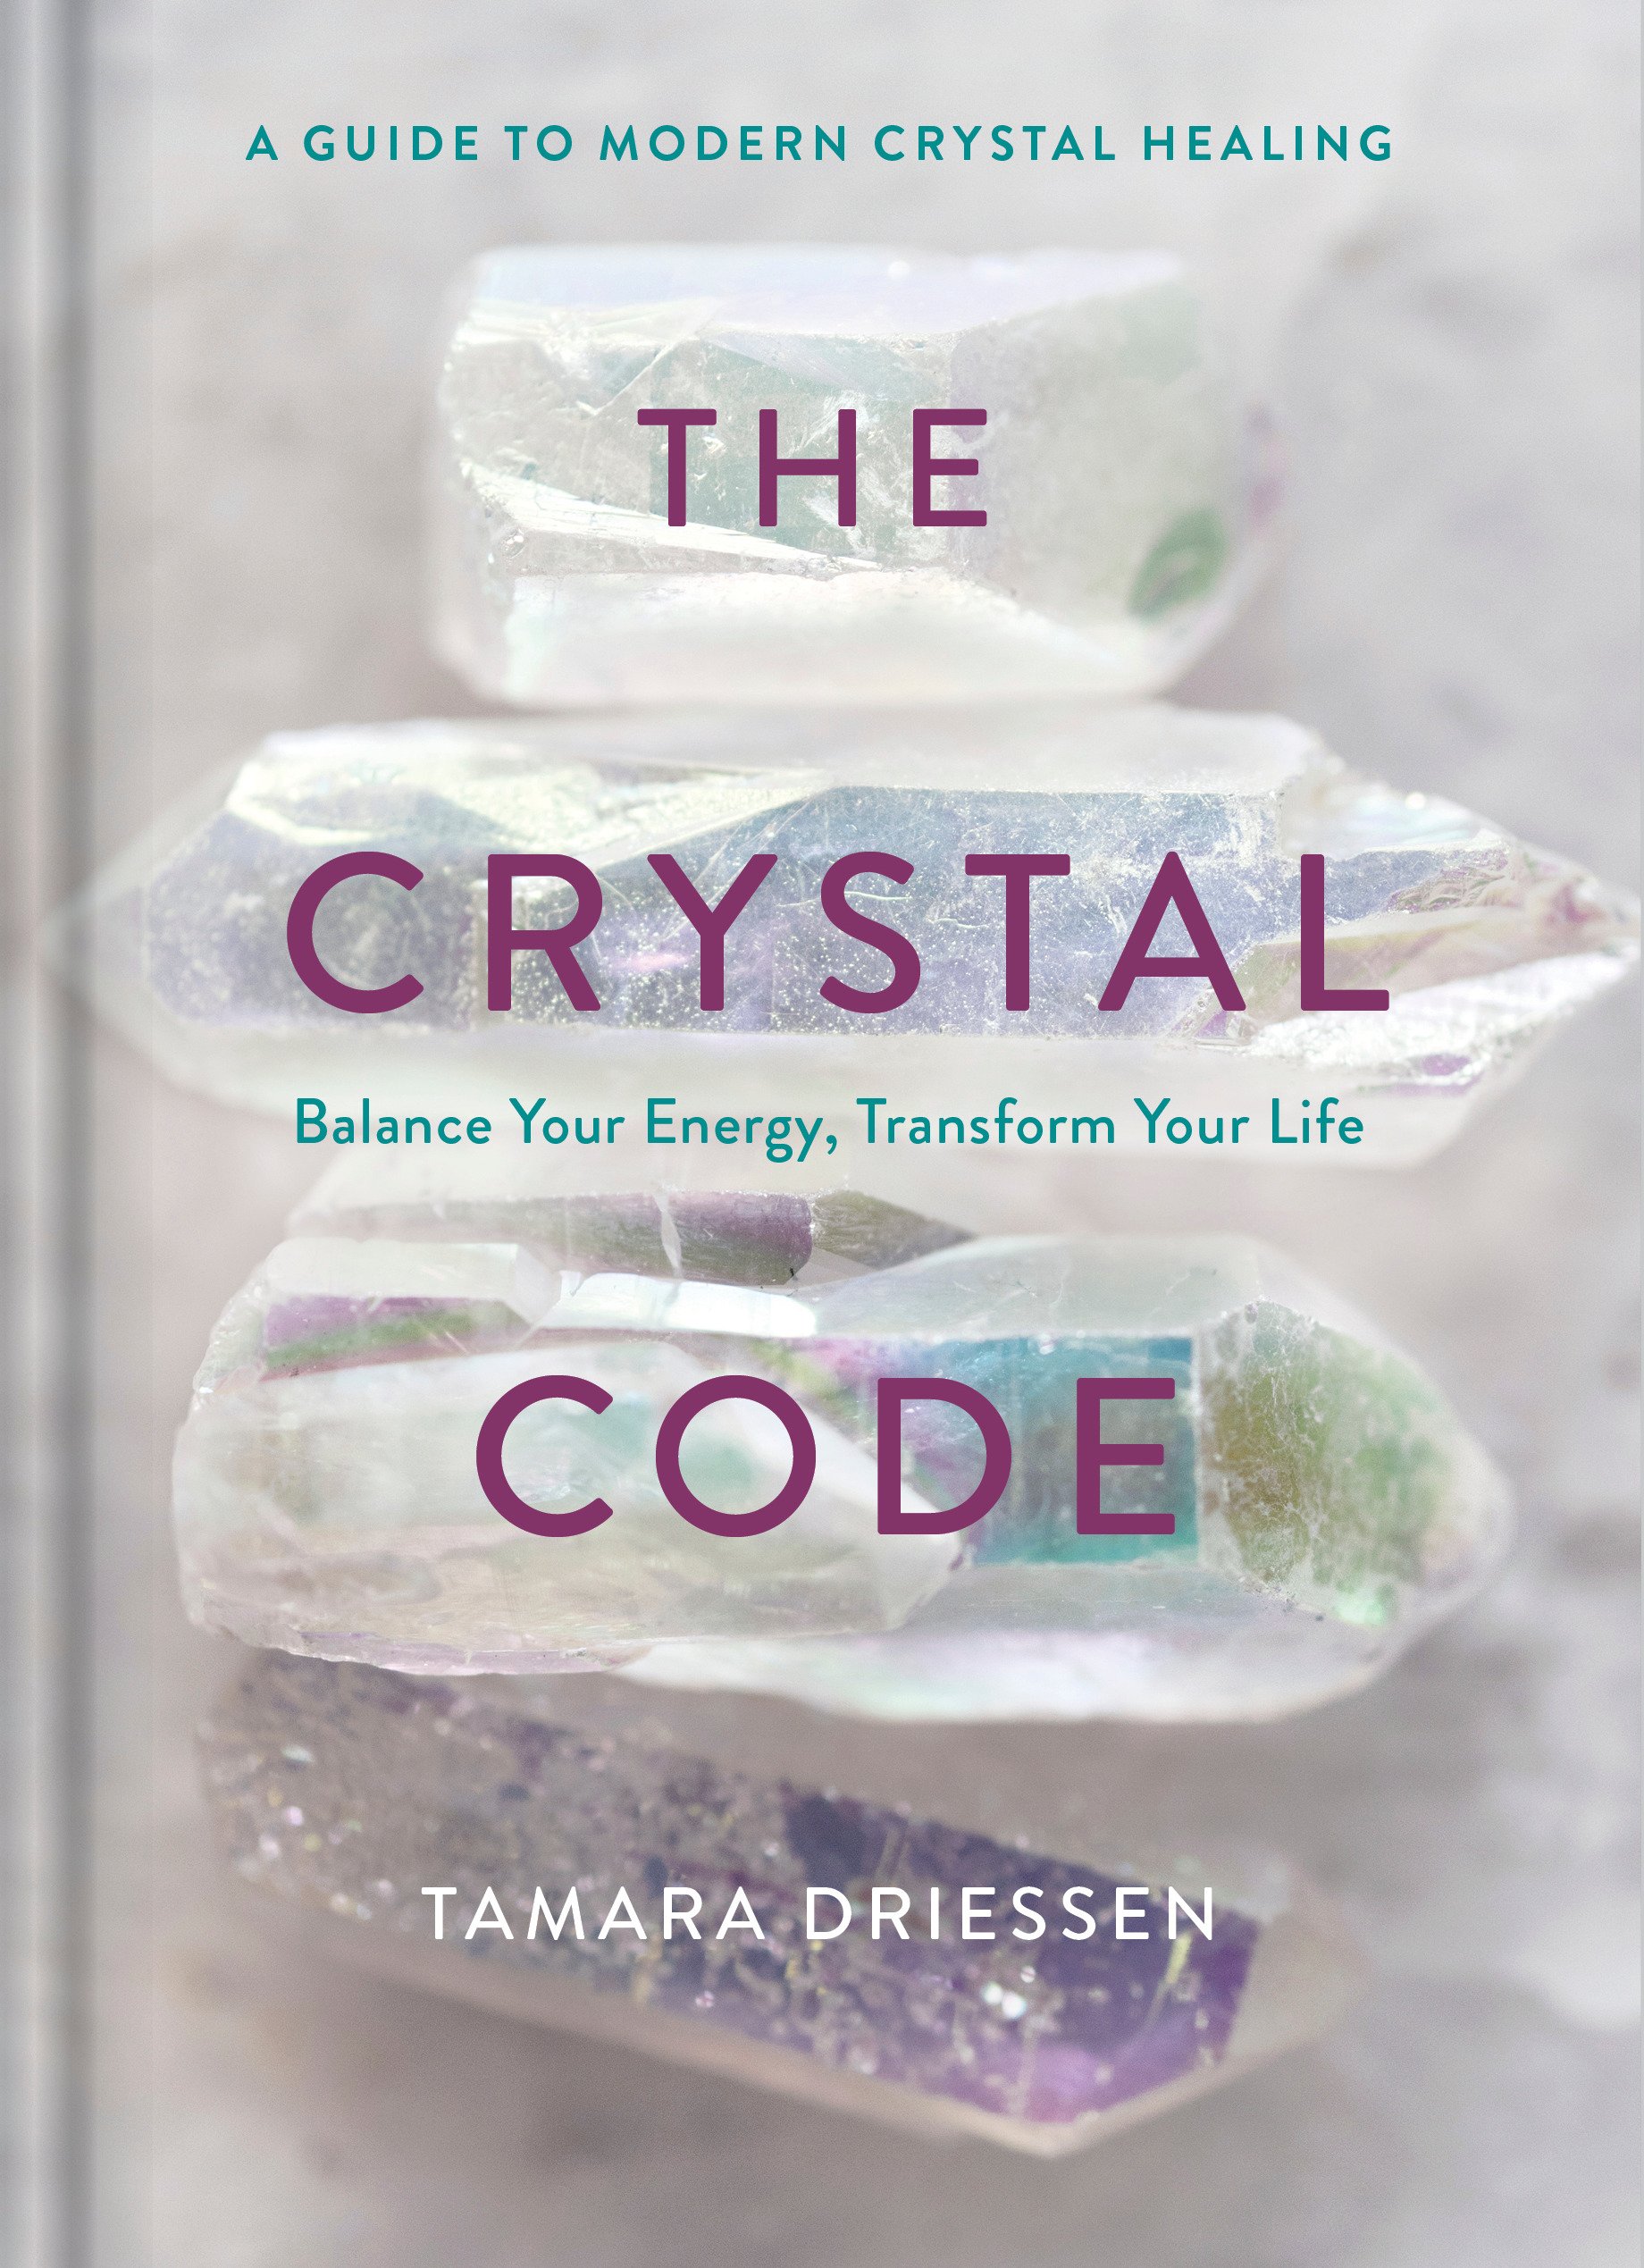 A GUIDE TO MODERN CRYSTAL HEALING
THE
CRYSTAL
Balance Your Energy, Transform Your Life
CODE
TAMARA DRIESSEN